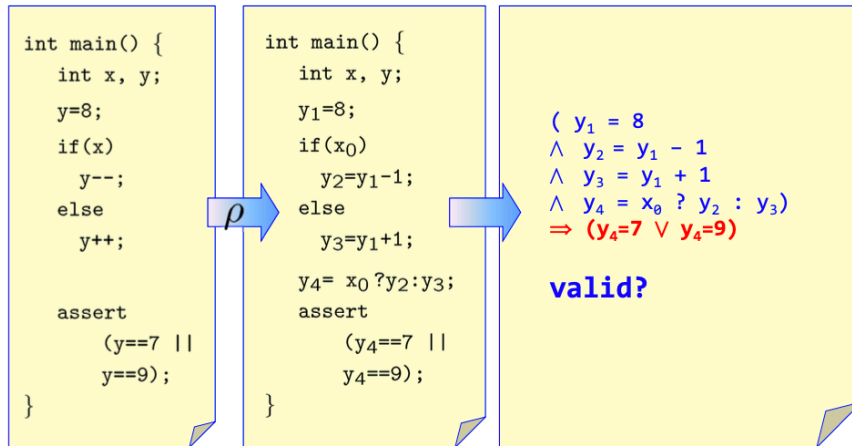 int main() {
int x, y;
y=8;
if(x)
y--;
else
y++;
assert
(y==7 ||
y==9);
}
ρ
int main() {
int x, y;
y₁=8;
if(x₀)
y₂=y₁-1;
else
y₃=y₁+1;
y₄= x₀?y₂:y₃;
assert
(y₄==7 ||
y₄==9);
}
( y₁ = 8
∧ y₂ = y₁ – 1
∧ y₃ = y₁ + 1
∧ y₄ = x₀ ? y₂ : y₃)
⇒ (y₄=7 ∨ y₄=9)
valid?